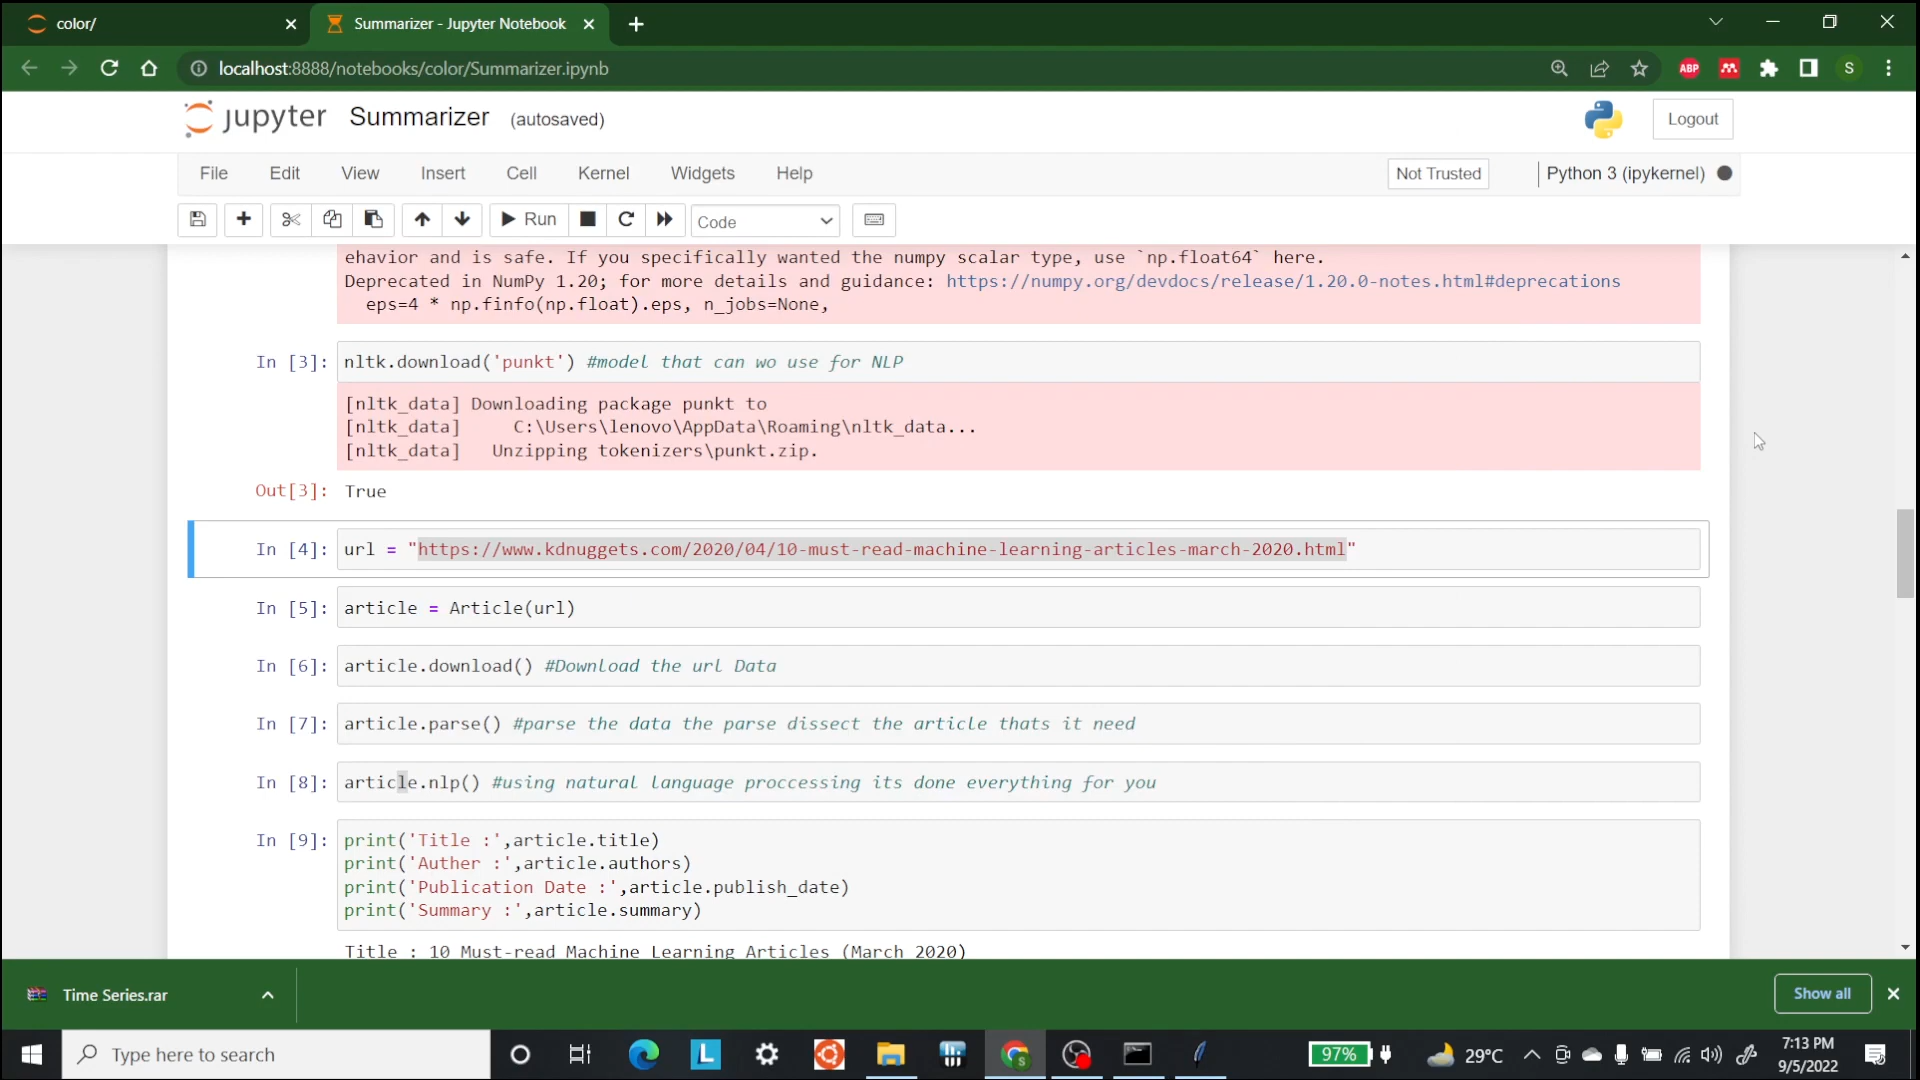 color/
Summarizer - Jupyter Notebook
localhost:8888/notebooks/color/Summarizer.ipynb
ABP
S
jupyter Summarizer (autosaved)
Logout
File Edit View Insert Cell Kernel Widgets Help
Not Trusted
Python 3 (ipykernel)
Run
Code
ehavior and is safe. If you specifically wanted the numpy scalar type, use `np.float64` here.
Deprecated in NumPy 1.20; for more details and guidance: https://numpy.org/devdocs/release/1.20.0-notes.html#deprecations
eps=4 * np.finfo(np.float).eps, n_jobs=None,
In [3]: nltk.download('punkt') #model that can wo use for NLP
[nltk_data] Downloading package punkt to
[nltk_data]     C:\Users\lenovo\AppData\Roaming\nltk_data...
[nltk_data]   Unzipping tokenizers\punkt.zip.
Out[3]: True
In [4]: url = "https://www.kdnuggets.com/2020/04/10-must-read-machine-learning-articles-march-2020.html"
In [5]: article = Article(url)
In [6]: article.download() #Download the url Data
In [7]: article.parse() #parse the data the parse dissect the article thats it need
In [8]: article.nlp() #using natural language proccessing its done everything for you
In [9]: print('Title :',article.title)
print('Auther :',article.authors)
print('Publication Date :',article.publish_date)
print('Summary :',article.summary)
Title : 10 Must-read Machine Learning Articles (March 2020)
Time Series.rar
Show all
Type here to search
L
S
97%
29°C
7:13 PM
9/5/2022